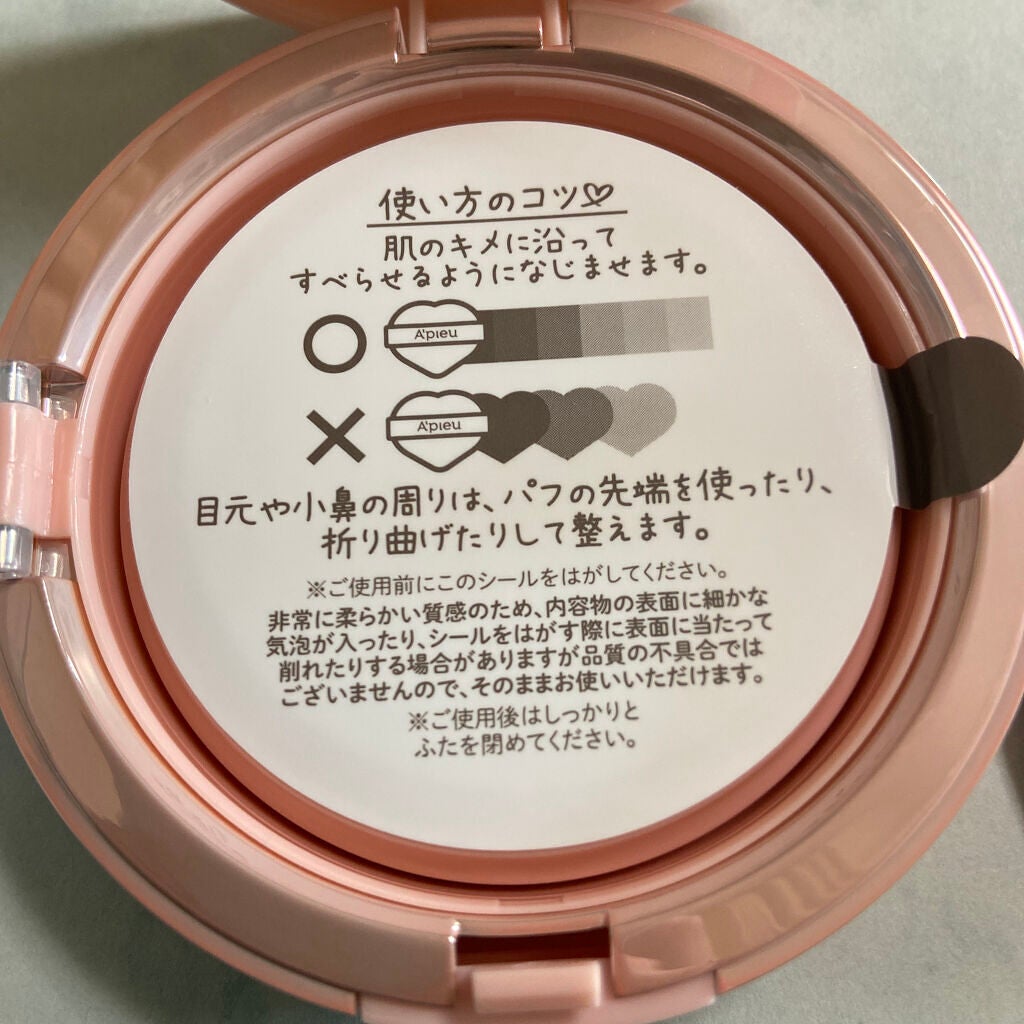 使い方のコツ♡
肌のキメに沿って
すべらせるようになじませます。
○ A'pieu
× A'pieu
目元や小鼻の周りは、パフの先端を使ったり、
折り曲げたりして整えます。
※ご使用前にこのシールをはがしてください。
非常に柔らかい質感のため、内容物の表面に細かな
気泡が入ったり、シールをはがす際に表面に当たって
削れたりする場合がありますが品質の不具合では
ございませんので、そのままお使いいただけます。
※ご使用後はしっかりと
ふたを閉めてください。